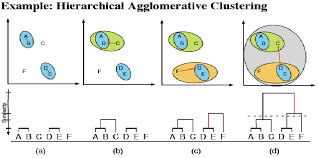 Example: Hierarchical Agglomerative Clustering
A B C D E
A B C D E
A B F D E
A B C F D E
Similarity
A B C D E F A B C D E F A B C D E F A B C D E F
(a) (b) (c) (d)